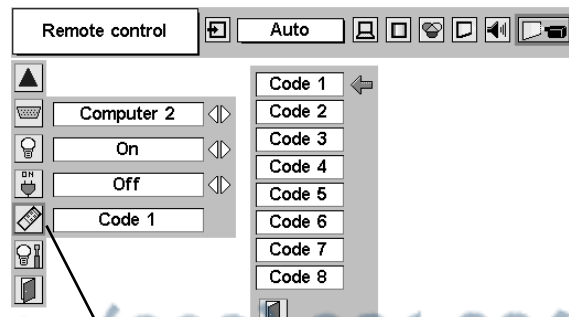 Remote control
Auto
Computer 2
On
ON
Off
Code 1
Code 1
Code 2
Code 3
Code 4
Code 5
Code 6
Code 7
Code 8